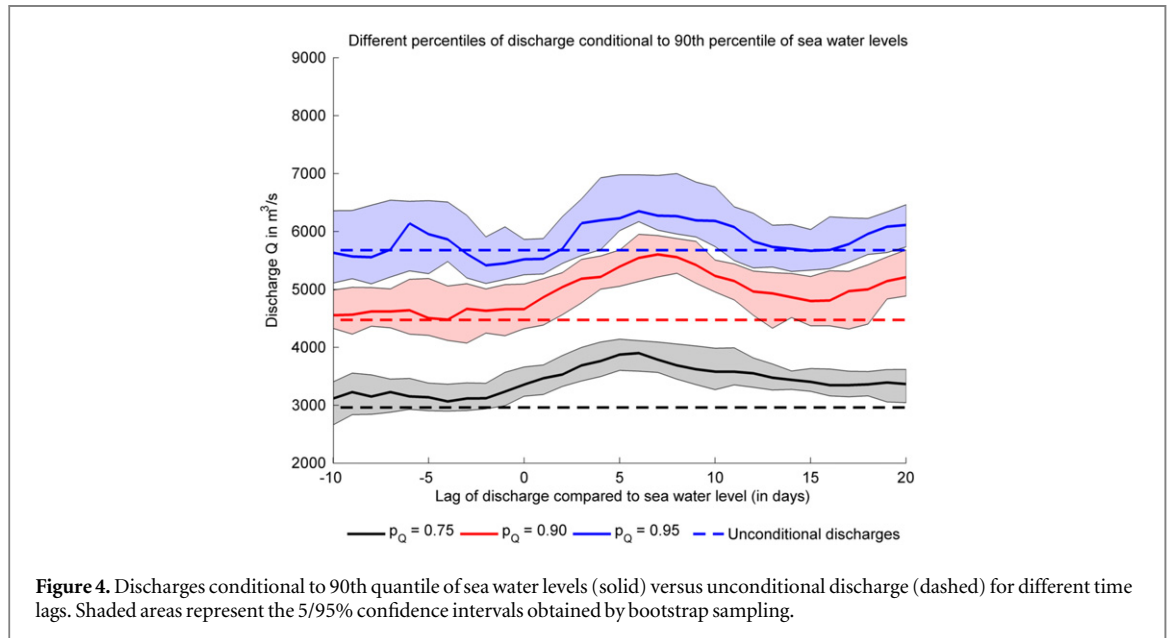 Different percentiles of discharge conditional to 90th percentile of sea water levels
9000
8000
7000
6000
5000
4000
3000
2000
Discharge Q in m³/s
-10 -5 0 5 10 15 20
Lag of discharge compared to sea water level (in days)
p_Q = 0.75 p_Q = 0.90 p_Q = 0.95 Unconditional discharges
Figure 4. Discharges conditional to 90th quantile of sea water levels (solid) versus unconditional discharge (dashed) for different time
lags. Shaded areas represent the 5/95% confidence intervals obtained by bootstrap sampling.